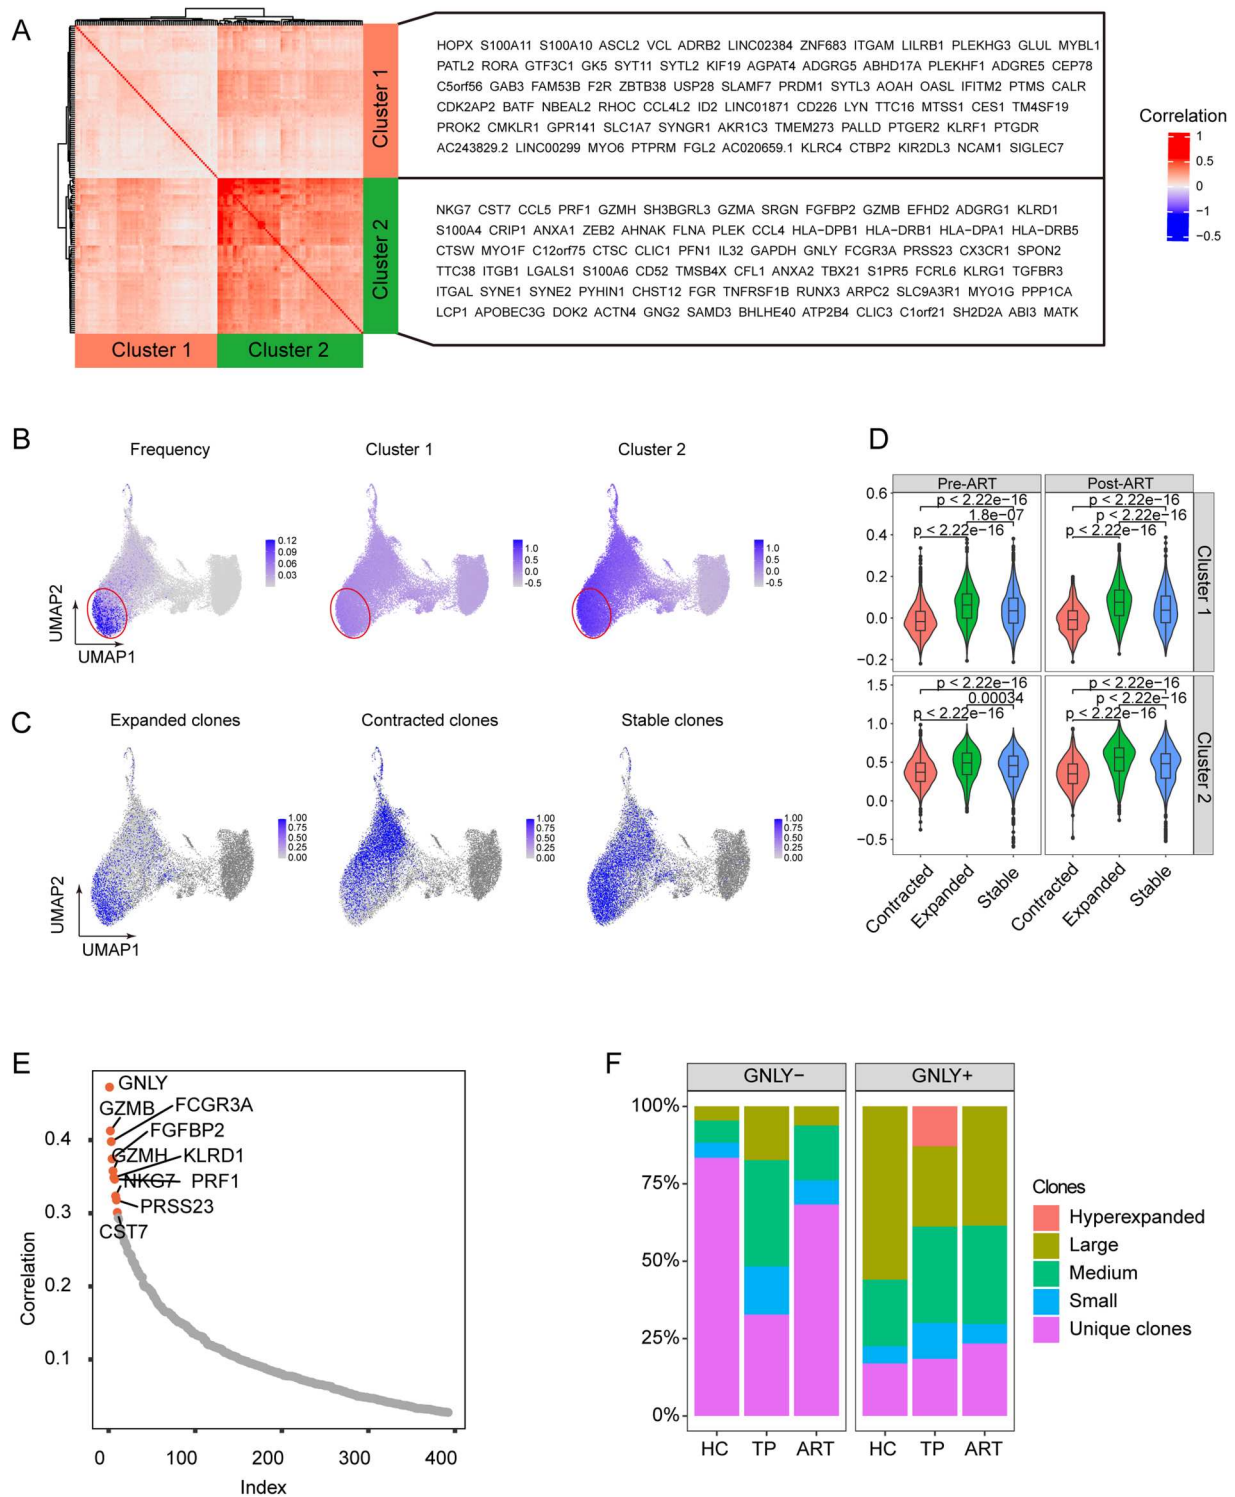 A
Cluster 1
Cluster 2
Cluster 1
Cluster 2
HOPX S100A11 S100A10 ASCL2 VCL ADRB2 LINC02384 ZNF683 ITGAM LILRB1 PLEKHG3 GLUL MYBL1
PATL2 RORA GTF3C1 GK5 SYT11 SYTL2 KIF19 AGPAT4 ADGRG5 ABHD17A PLEKHF1 ADGRE5 CEP78
C5orf56 GAB3 FAM53B F2R ZBTB38 USP28 SLAMF7 PRDM1 SYTL3 AOAH OASL IFITM2 PTMS CALR
CDK2AP2 BATF NBEAL2 RHOC CCL4L2 ID2 LINC01871 CD226 LYN TTC16 MTSS1 CES1 TM4SF19
PROK2 CMKLR1 GPR141 SLC1A7 SYNGR1 AKR1C3 TMEM273 PALLD PTGER2 KLRF1 PTGDR
AC243829.2 LINC00299 MYO6 PTPRM FGL2 AC020659.1 KLRC4 CTBP2 KIR2DL3 NCAM1 SIGLEC7
NKG7 CST7 CCL5 PRF1 GZMH SH3BGRL3 GZMA SRGN FGFBP2 GZMB EFHD2 ADGRG1 KLRD1
S100A4 CRIP1 ANXA1 ZEB2 AHNAK FLNA PLEK CCL4 HLA-DPB1 HLA-DRB1 HLA-DPA1 HLA-DRB5
CTSW MYO1F C12orf75 CTSC CLIC1 PFN1 IL32 GAPDH GNLY FCGR3A PRSS23 CX3CR1 SPON2
TTC38 ITGB1 LGALS1 S100A6 CD52 TMSB4X CFL1 ANXA2 TBX21 S1PR5 FCRL6 KLRG1 TGFBR3
ITGAL SYNE1 SYNE2 PYHIN1 CHST12 FGR TNFRSF1B RUNX3 ARPC2 SLC9A3R1 MYO1G PPP1CA
LCP1 APOBEC3G DOK2 ACTN4 GNG2 SAMD3 BHLHE40 ATP2B4 CLIC3 C1orf21 SH2D2A ABI3 MATK
Correlation
1
0.5
0
−1
−0.5
B
Frequency
0.12
0.09
0.06
0.03
UMAP2
UMAP1
Cluster 1
1.0
0.5
0.0
-0.5
Cluster 2
1.0
0.5
0.0
-0.5
C
Expanded clones
1.00
0.75
0.50
0.25
0.00
UMAP2
UMAP1
Contracted clones
1.00
0.75
0.50
0.25
0.00
Stable clones
1.00
0.75
0.50
0.25
0.00
D
Pre-ART
Post-ART
0.6
0.4
0.2
0.0
−0.2
p < 2.22e−16
1.8e−07
p < 2.22e−16
p < 2.22e−16
p < 2.22e−16
p < 2.22e−16
Cluster 1
1.5
1.0
0.5
0.0
−0.5
p < 2.22e−16
0.00034
p < 2.22e−16
p < 2.22e−16
p < 2.22e−16
p < 2.22e−16
Cluster 2
Contracted
Expanded
Stable
Contracted
Expanded
Stable
E
GNLY
GZMB
FCGR3A
FGFBP2
GZMH
KLRD1
NKG7
PRF1
PRSS23
CST7
0.4
0.3
0.2
0.1
Correlation
0
100
200
300
400
Index
F
GNLY−
GNLY+
100%
75%
50%
25%
0%
HC
TP
ART
HC
TP
ART
Clones
Hyperexpanded
Large
Medium
Small
Unique clones